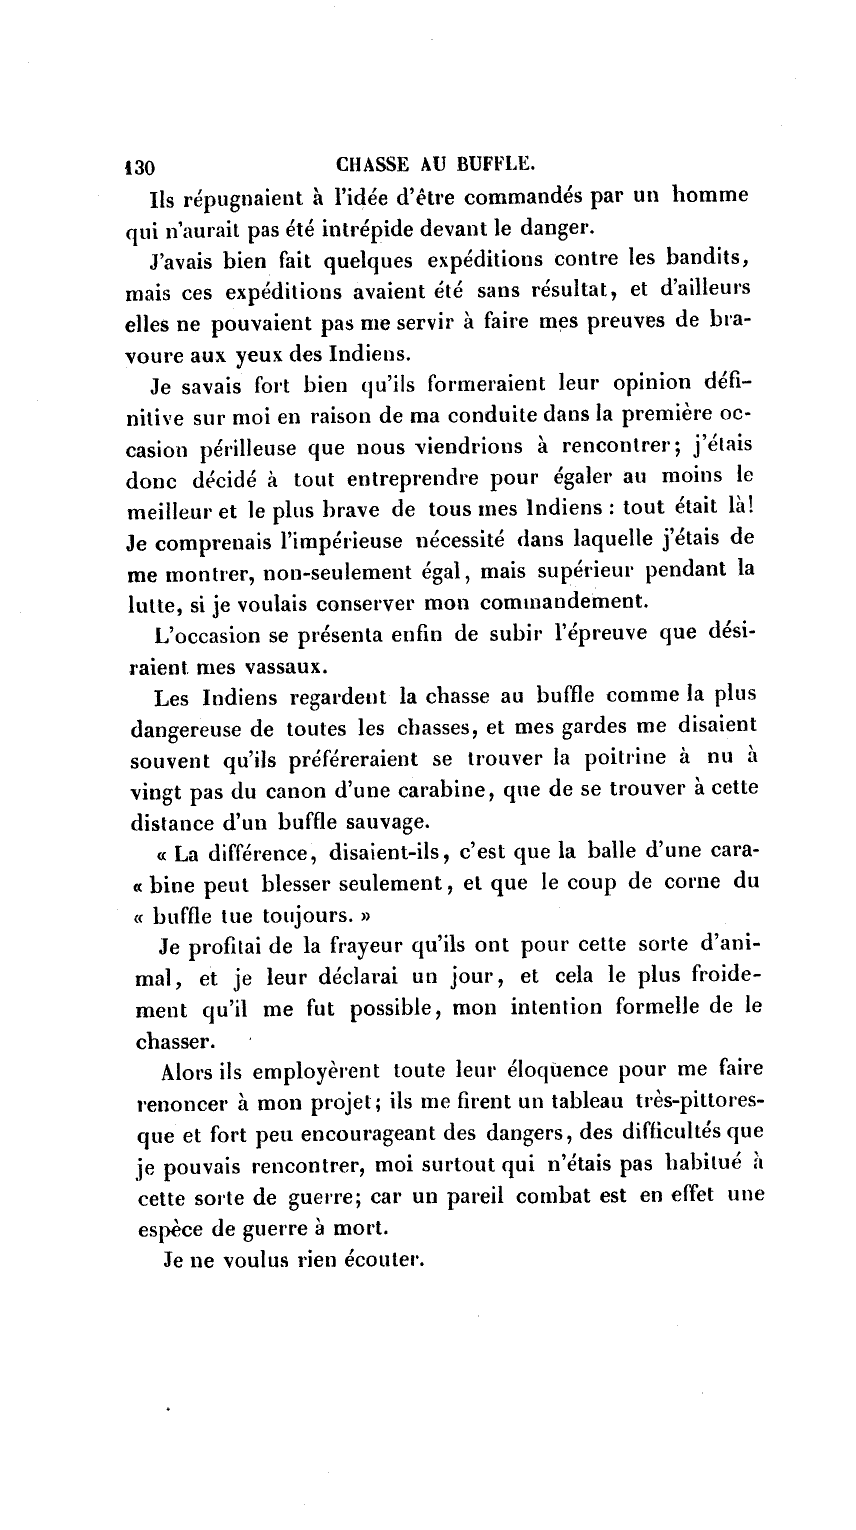 130 CHASSE AU BUFFLE.
Ils répugnaient à l'idée d'être commandés par un homme
qui n'aurait pas été intrépide devant le danger.
J'avais bien fait quelques expéditions contre les bandits,
mais ces expéditions avaient été sans résultat, et d'ailleurs
elles ne pouvaient pas me servir à faire mes preuves de bra-
voure aux yeux des Indiens.
Je savais fort bien qu'ils formeraient leur opinion défi-
nitive sur moi en raison de ma conduite dans la première oc-
casion périlleuse que nous viendrions à rencontrer; j'étais
donc décidé à tout entreprendre pour égaler au moins le
meilleur et le plus brave de tous mes Indiens : tout était là!
Je comprenais l'impérieuse nécessité dans laquelle j'étais de
me montrer, non-seulement égal, mais supérieur pendant la
lutte, si je voulais conserver mon commandement.
L'occasion se présenta enfin de subir l'épreuve que dési-
raient mes vassaux.
Les Indiens regardent la chasse au buffle comme la plus
dangereuse de toutes les chasses, et mes gardes me disaient
souvent qu'ils préféreraient se trouver la poitrine à nu à
vingt pas du canon d'une carabine, que de se trouver à cette
distance d'un buffle sauvage.
« La différence, disaient-ils, c'est que la balle d'une cara-
« bine peut blesser seulement, et que le coup de corne du
« buffle tue toujours. »
Je profitai de la frayeur qu'ils ont pour cette sorte d'ani-
mal, et je leur déclarai un jour, et cela le plus froide-
ment qu'il me fut possible, mon intention formelle de le
chasser.
Alors ils employèrent toute leur éloquence pour me faire
renoncer à mon projet; ils me firent un tableau très-pittores-
que et fort peu encourageant des dangers, des difficultés que
je pouvais rencontrer, moi surtout qui n'étais pas habitué à
cette sorte de guerre; car un pareil combat est en effet une
espèce de guerre à mort.
Je ne voulus rien écouter.